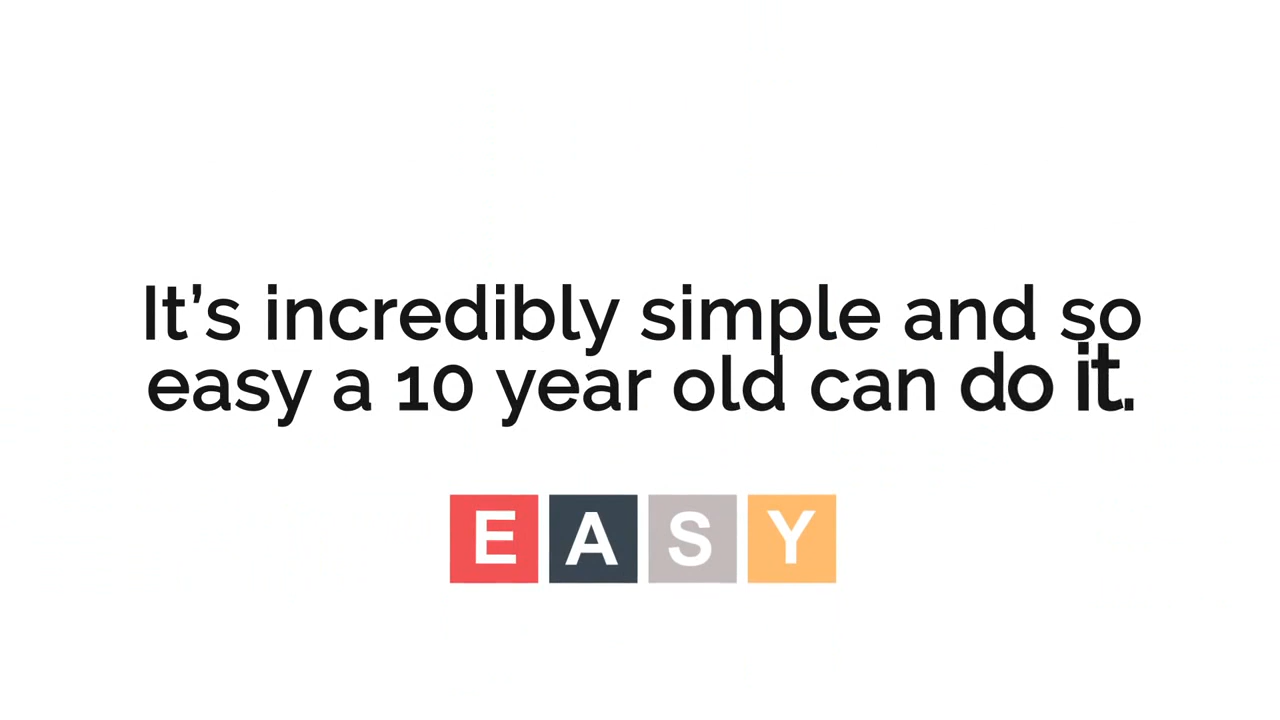 It’s incredibly simple and so
easy a 10 year old can do it.
EASY